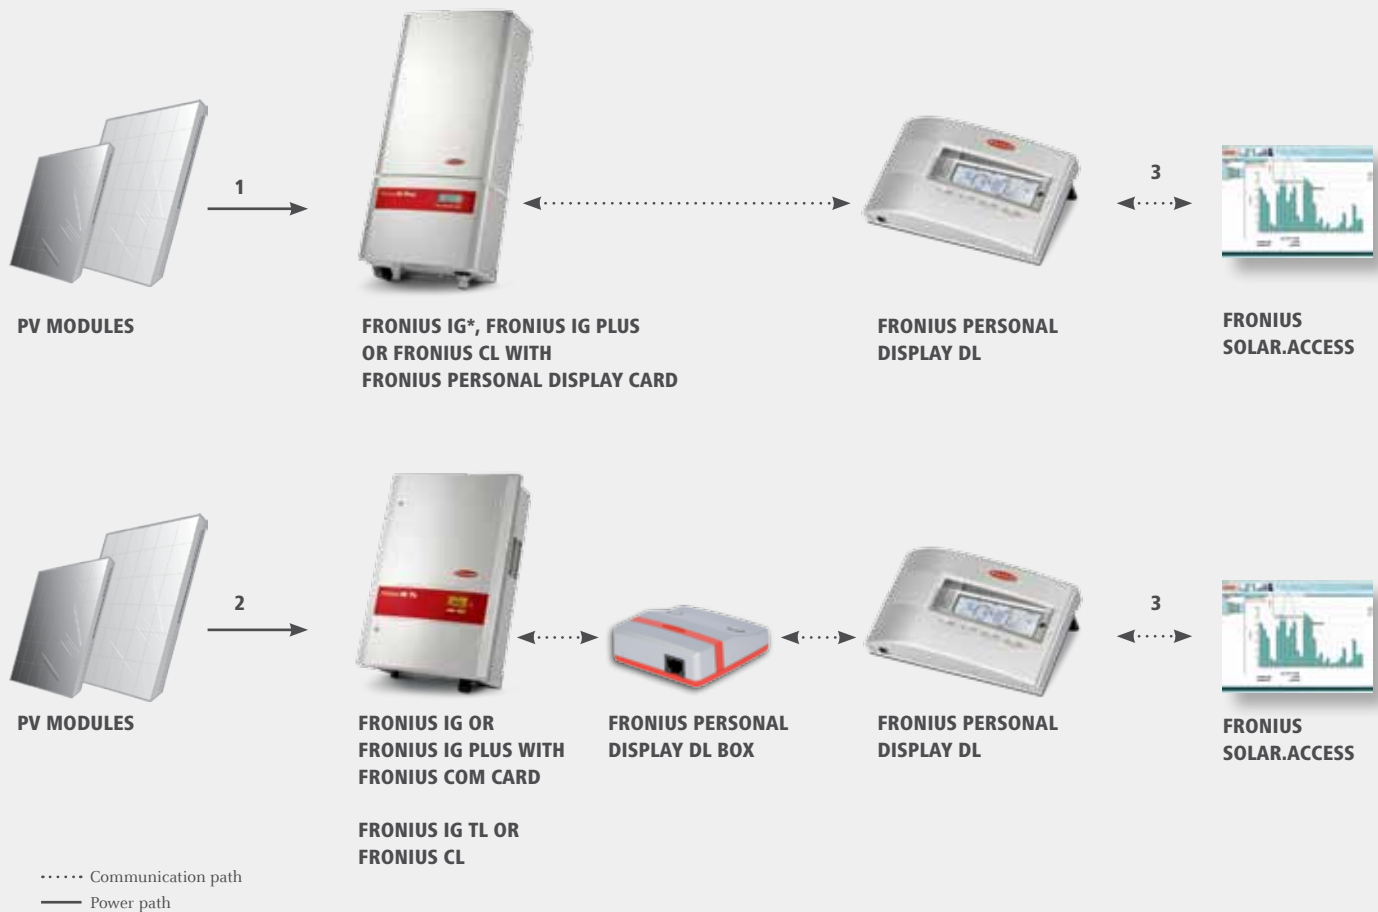 1
3
PV MODULES
FRONIUS IG*, FRONIUS IG PLUS
OR FRONIUS CL WITH
FRONIUS PERSONAL DISPLAY CARD
FRONIUS PERSONAL
DISPLAY DL
FRONIUS
SOLAR.ACCESS
2
3
PV MODULES
FRONIUS IG OR
FRONIUS IG PLUS WITH
FRONIUS COM CARD
FRONIUS IG TL OR
FRONIUS CL
FRONIUS PERSONAL
DISPLAY DL BOX
FRONIUS PERSONAL
DISPLAY DL
FRONIUS
SOLAR.ACCESS
Communication path
Power path